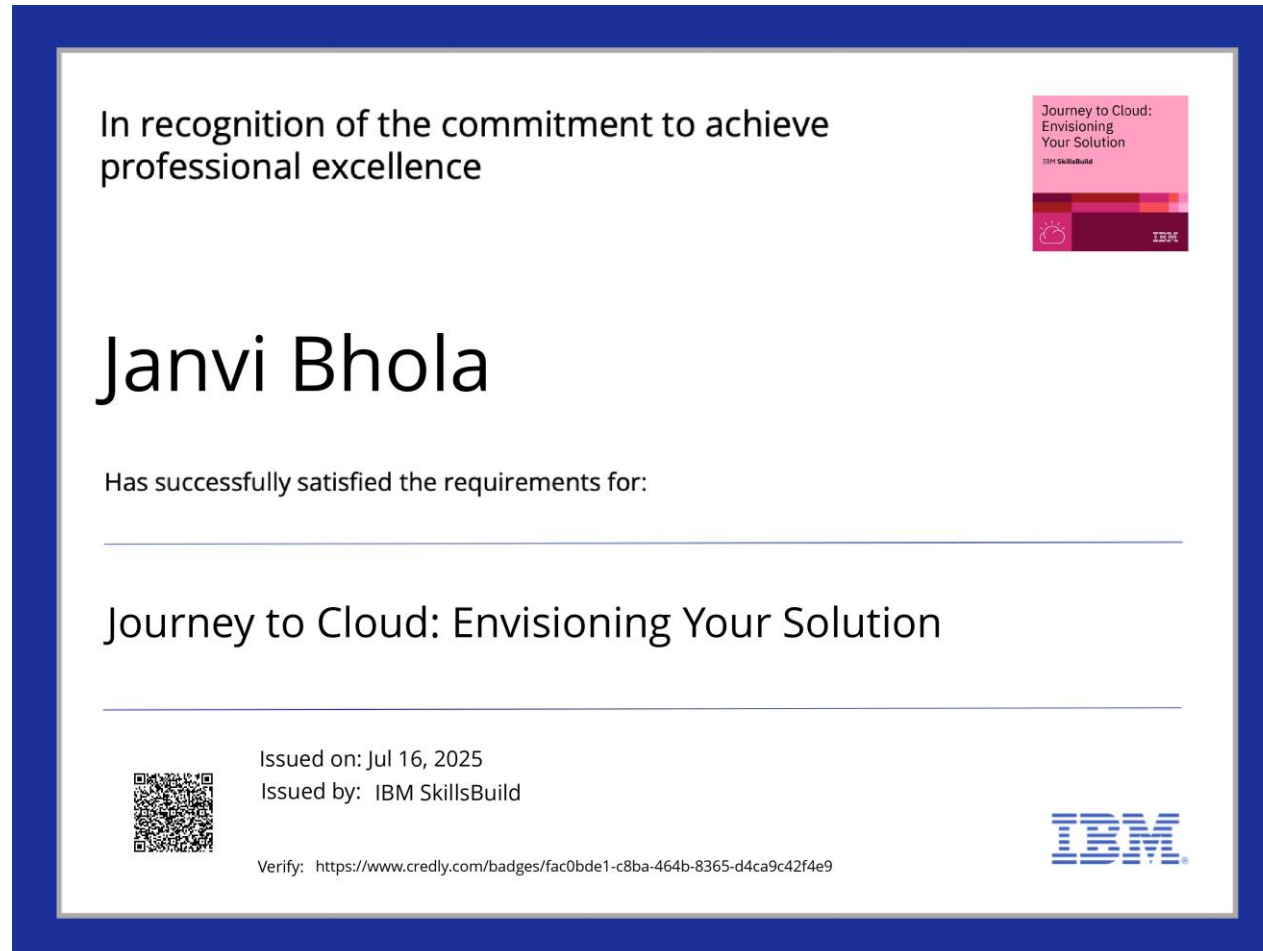 In recognition of the commitment to achieve
professional excellence
Journey to Cloud:
Envisioning
Your Solution
IBM SkillsBuild
IBM
Janvi Bhola
Has successfully satisfied the requirements for:
Journey to Cloud: Envisioning Your Solution
Issued on: Jul 16, 2025
Issued by: IBM SkillsBuild
Verify: https://www.credly.com/badges/fac0bde1-c8ba-464b-8365-d4ca9c42f4e9
IBM®